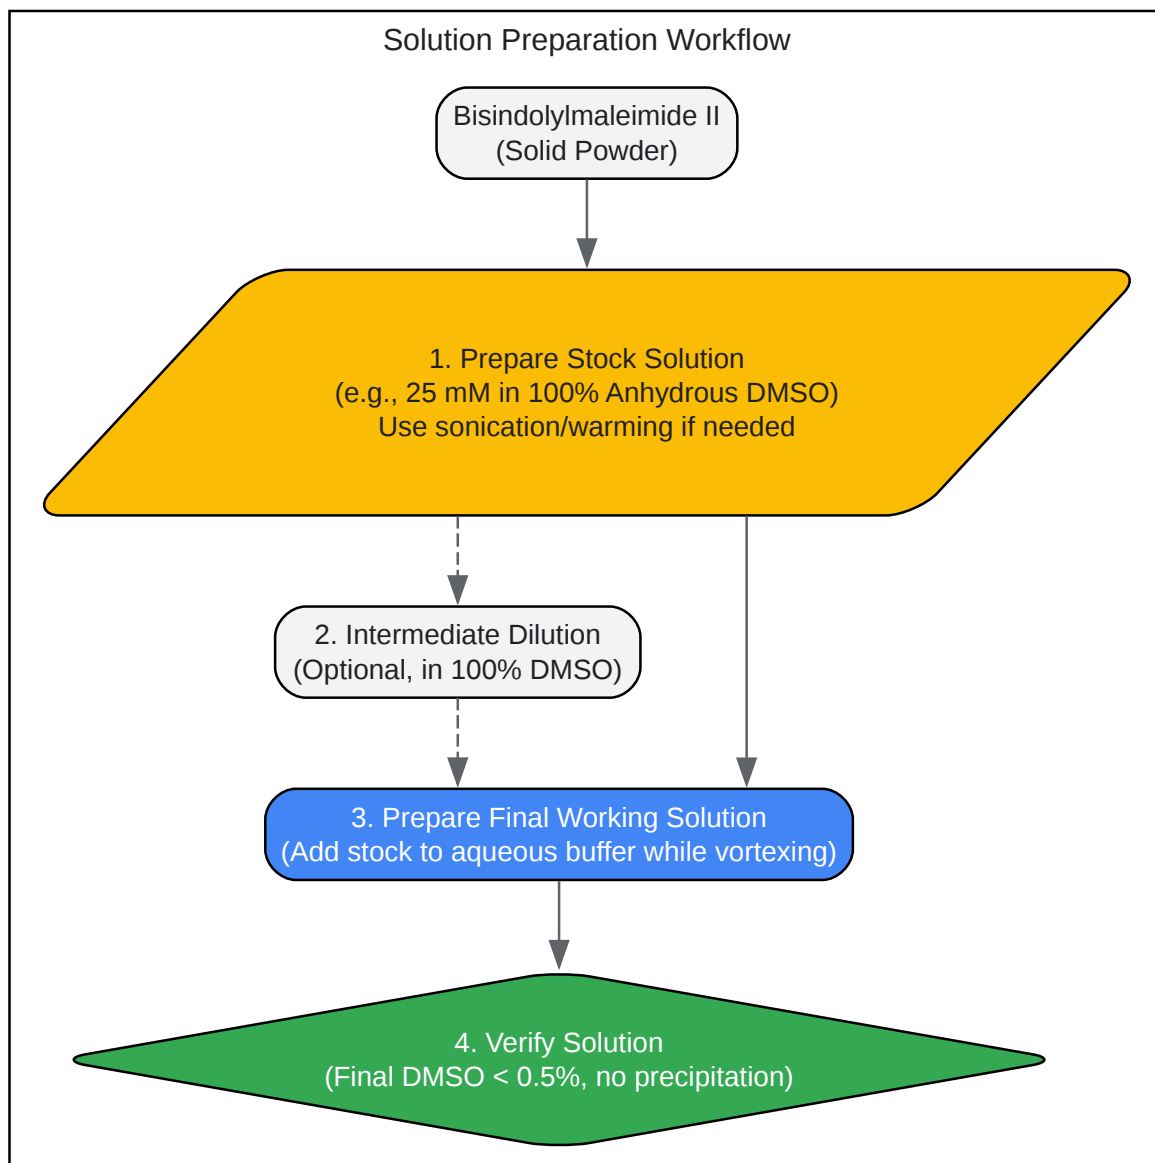 Solution Preparation Workflow
Bisindolylmaleimide II
(Solid Powder)
1. Prepare Stock Solution
(e.g., 25 mM in 100% Anhydrous DMSO)
Use sonication/warming if needed
2. Intermediate Dilution
(Optional, in 100% DMSO)
3. Prepare Final Working Solution
(Add stock to aqueous buffer while vortexing)
4. Verify Solution
(Final DMSO < 0.5%, no precipitation)